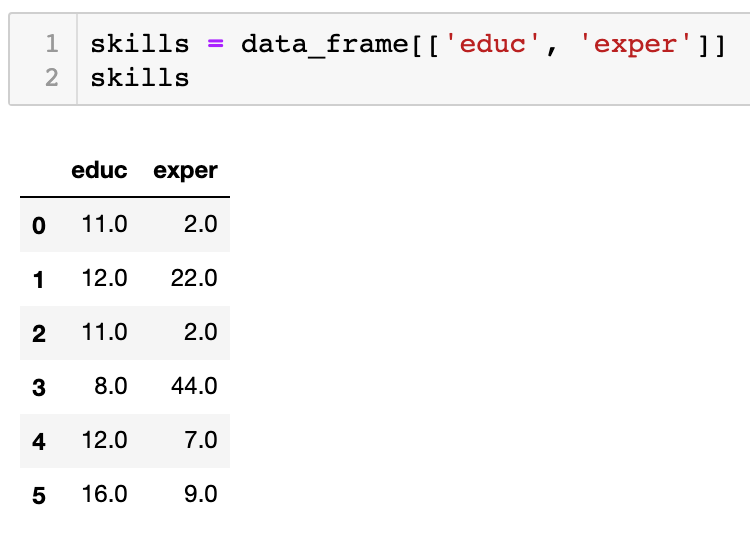 1 skills = data_frame[['educ', 'exper']]
2 skills
educ exper
0 11.0 2.0
1 12.0 22.0
2 11.0 2.0
3 8.0 44.0
4 12.0 7.0
5 16.0 9.0